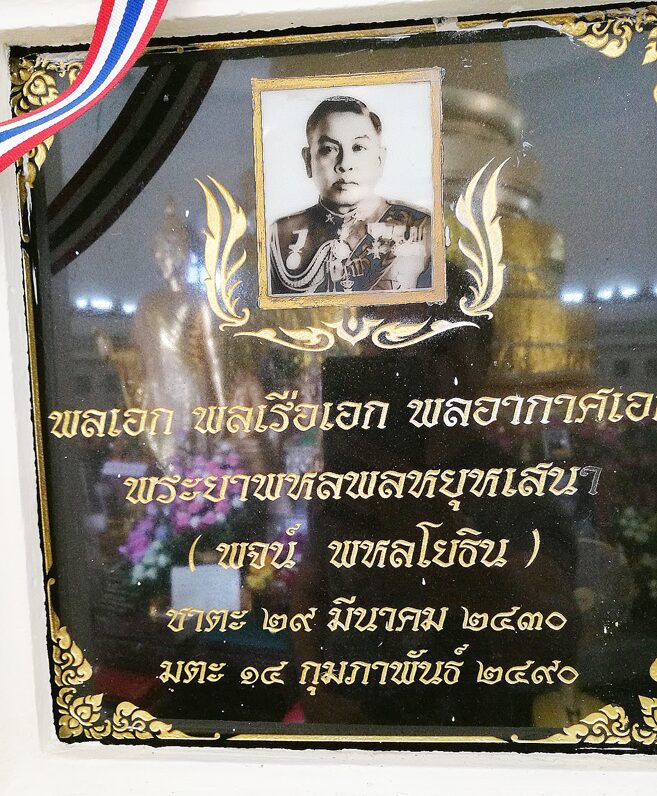 พลเอก พลเรือเอก พลอากาศเอก
พระยาพหลพลหยุหเสนา
( พจน์ พหลโยธิน )
ชาตะ ๒๙ มีนาคม ๒๔๓๐
มตะ ๑๔ กุมภาพันธ์ ๒๔๙๐